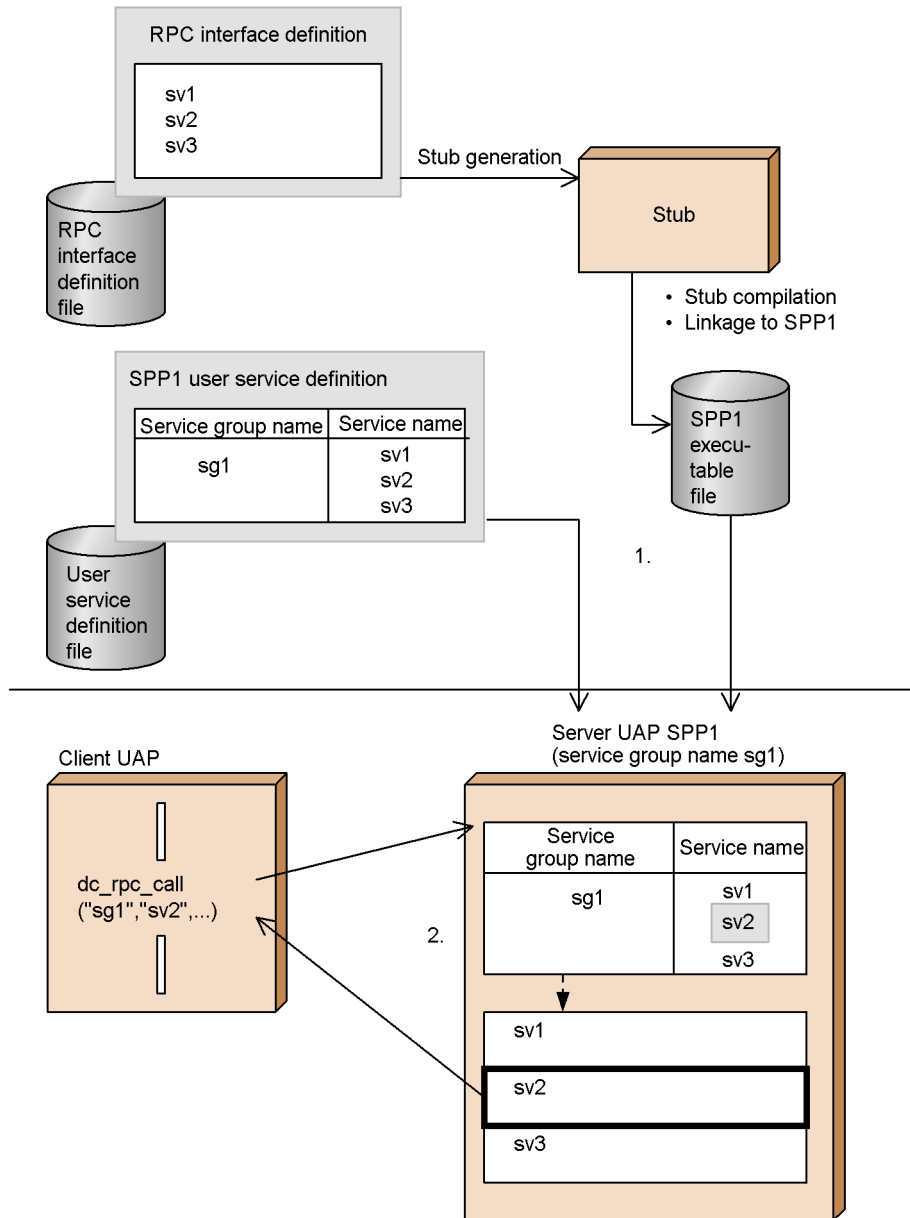 RPC interface definition
sv1
sv2
sv3
Stub generation
Stub
RPC
interface
definition
file
• Stub compilation
• Linkage to SPP1
SPP1 user service definition
Service group name
Service name
sg1
sv1
sv2
sv3
SPP1
execu-
table
file
1.
User
service
definition
file
Client UAP
Server UAP SPP1
(service group name sg1)
dc_rpc_call
("sg1","sv2",...)
2.
Service
group name
Service name
sg1
sv1
sv2
sv3
sv1
sv2
sv3